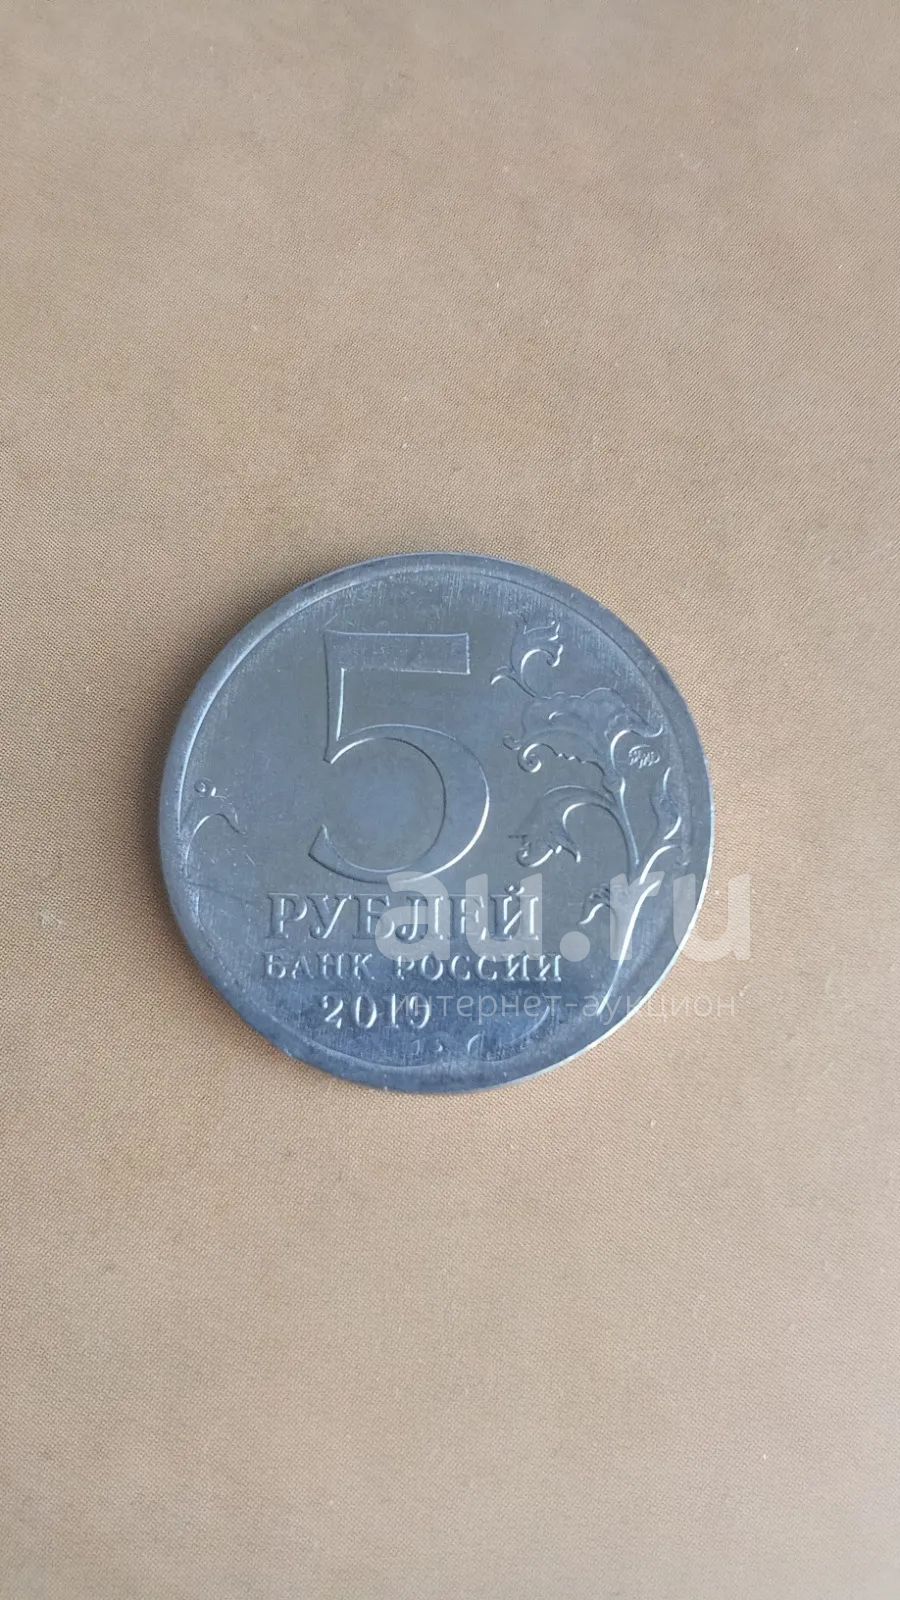 5
РУБЛЕЙ
БАНК РОССИИ
2019
au.ru
интернет-аукцион